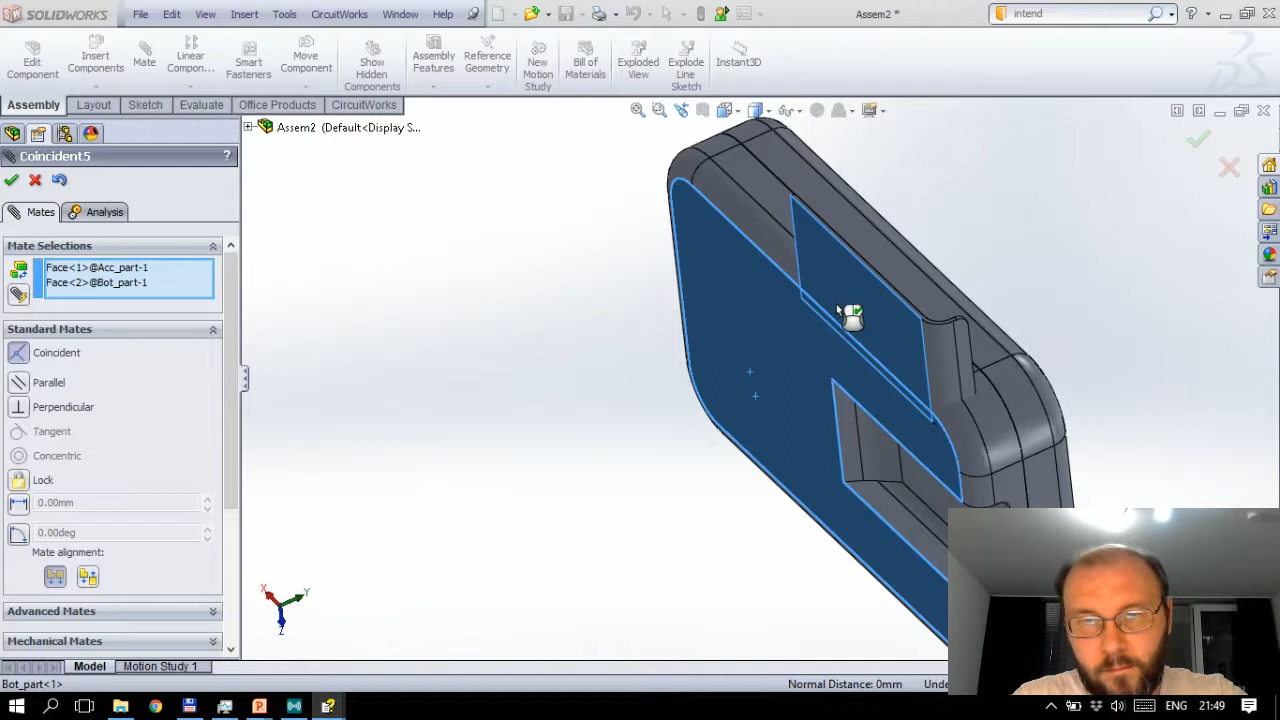 SOLIDWORKS File Edit View Insert Tools CircuitWorks Window Help Assem2 * intend
Edit Component Insert Components Mate Linear Compon... Smart Fasteners Move Component Show Hidden Components Assembly Features Reference Geometry New Motion Study Bill of Materials Exploded View Explode Line Sketch Instant3D
Assembly Layout Sketch Evaluate Office Products CircuitWorks
Assem2 (Default<Display S...
Coincident5 ?
Mates Analysis
Mate Selections
Face<1>@Acc_part-1
Face<2>@Bot_part-1
Standard Mates
Coincident
Parallel
Perpendicular
Tangent
Concentric
Lock
0.00mm
0.00deg
Mate alignment:
Advanced Mates
Mechanical Mates
X Y Z
Model Motion Study 1
Bot_part<1> Normal Distance: 0mm Unde
ENG 21:49